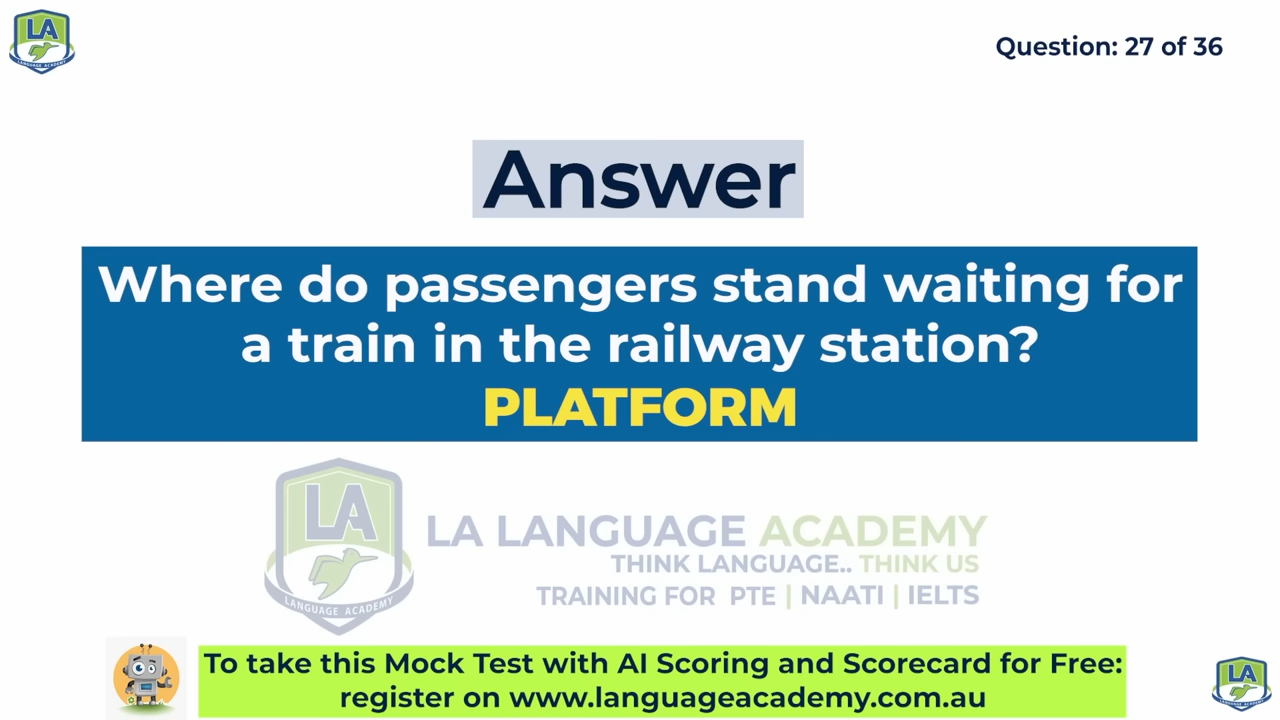 LA
LANGUAGE ACADEMY
Question: 27 of 36
Answer
Where do passengers stand waiting for
a train in the railway station?
PLATFORM
LA
LANGUAGE ACADEMY
LA LANGUAGE ACADEMY
THINK LANGUAGE.. THINK US
TRAINING FOR PTE | NAATI | IELTS
To take this Mock Test with AI Scoring and Scorecard for Free:
register on www.languageacademy.com.au
LA
LANGUAGE ACADEMY